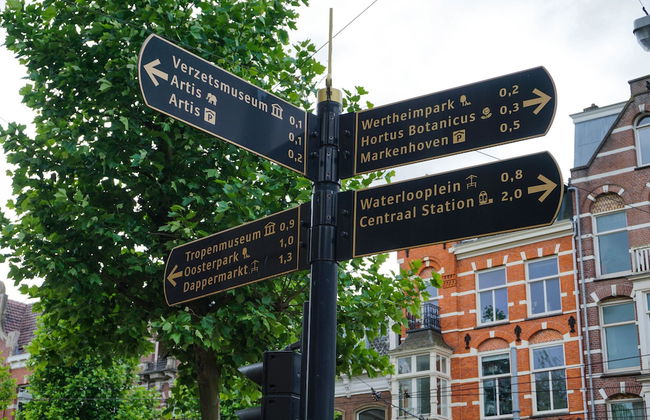 Verzetsmuseum 0,1
Artis 0,1
Artis P 0,2
Wertheimpark 0,2
Hortus Botanicus 0,3
Markenhoven P 0,5
Waterlooplein 0,8
Centraal Station 2,0
Tropenmuseum 0,9
Oosterpark 1,0
Dappermarkt 1,3